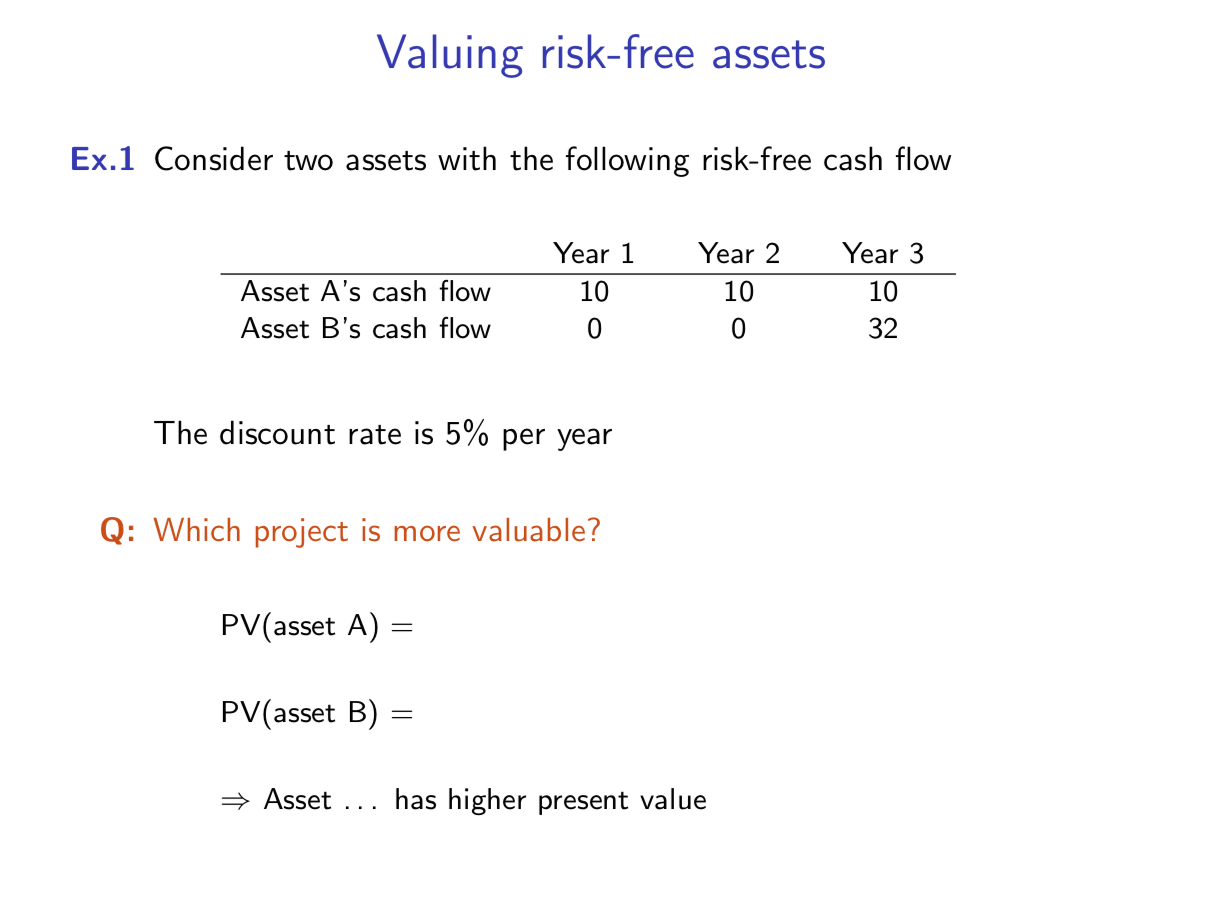 Valuing risk-free assets
Ex.1 Consider two assets with the following risk-free cash flow
Year 1 Year 2 Year 3
Asset A's cash flow 10 10 10
Asset B's cash flow 0 0 32
The discount rate is 5% per year
Q: Which project is more valuable?
PV(asset A) =
PV(asset B) =
⇒ Asset ... has higher present value